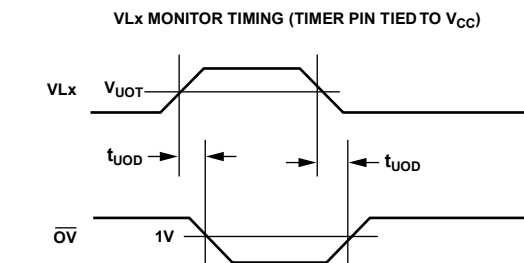 VLx MONITOR TIMING (TIMER PIN TIED TO VCC)
VLx
VUOT
tUOD
tUOD
OV
1V